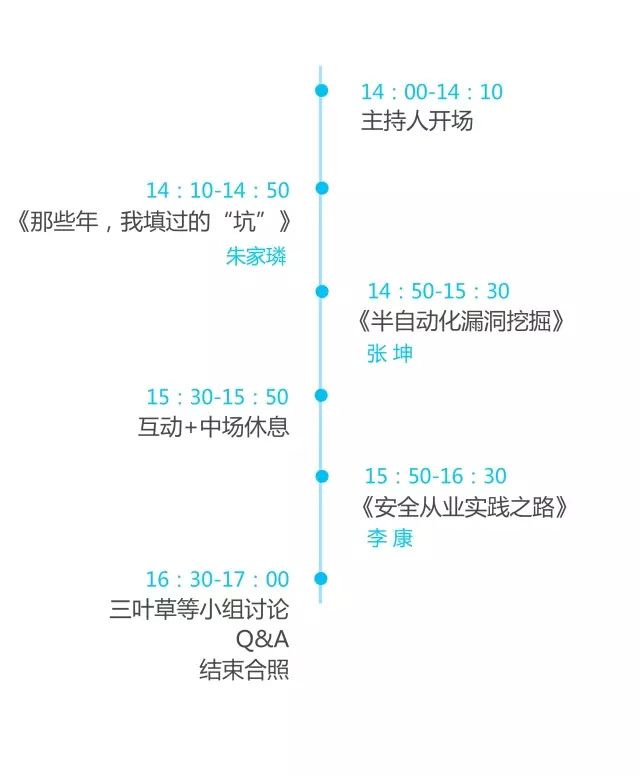 14：00-14：10
主持人开场
14：10-14：50
《那些年，我填过的“坑”》
朱家璘
14：50-15：30
《半自动化漏洞挖掘》
张 坤
15：30-15：50
互动+中场休息
15：50-16：30
《安全从业实践之路》
李 康
16：30-17：00
三叶草等小组讨论
Q&A
结束合照